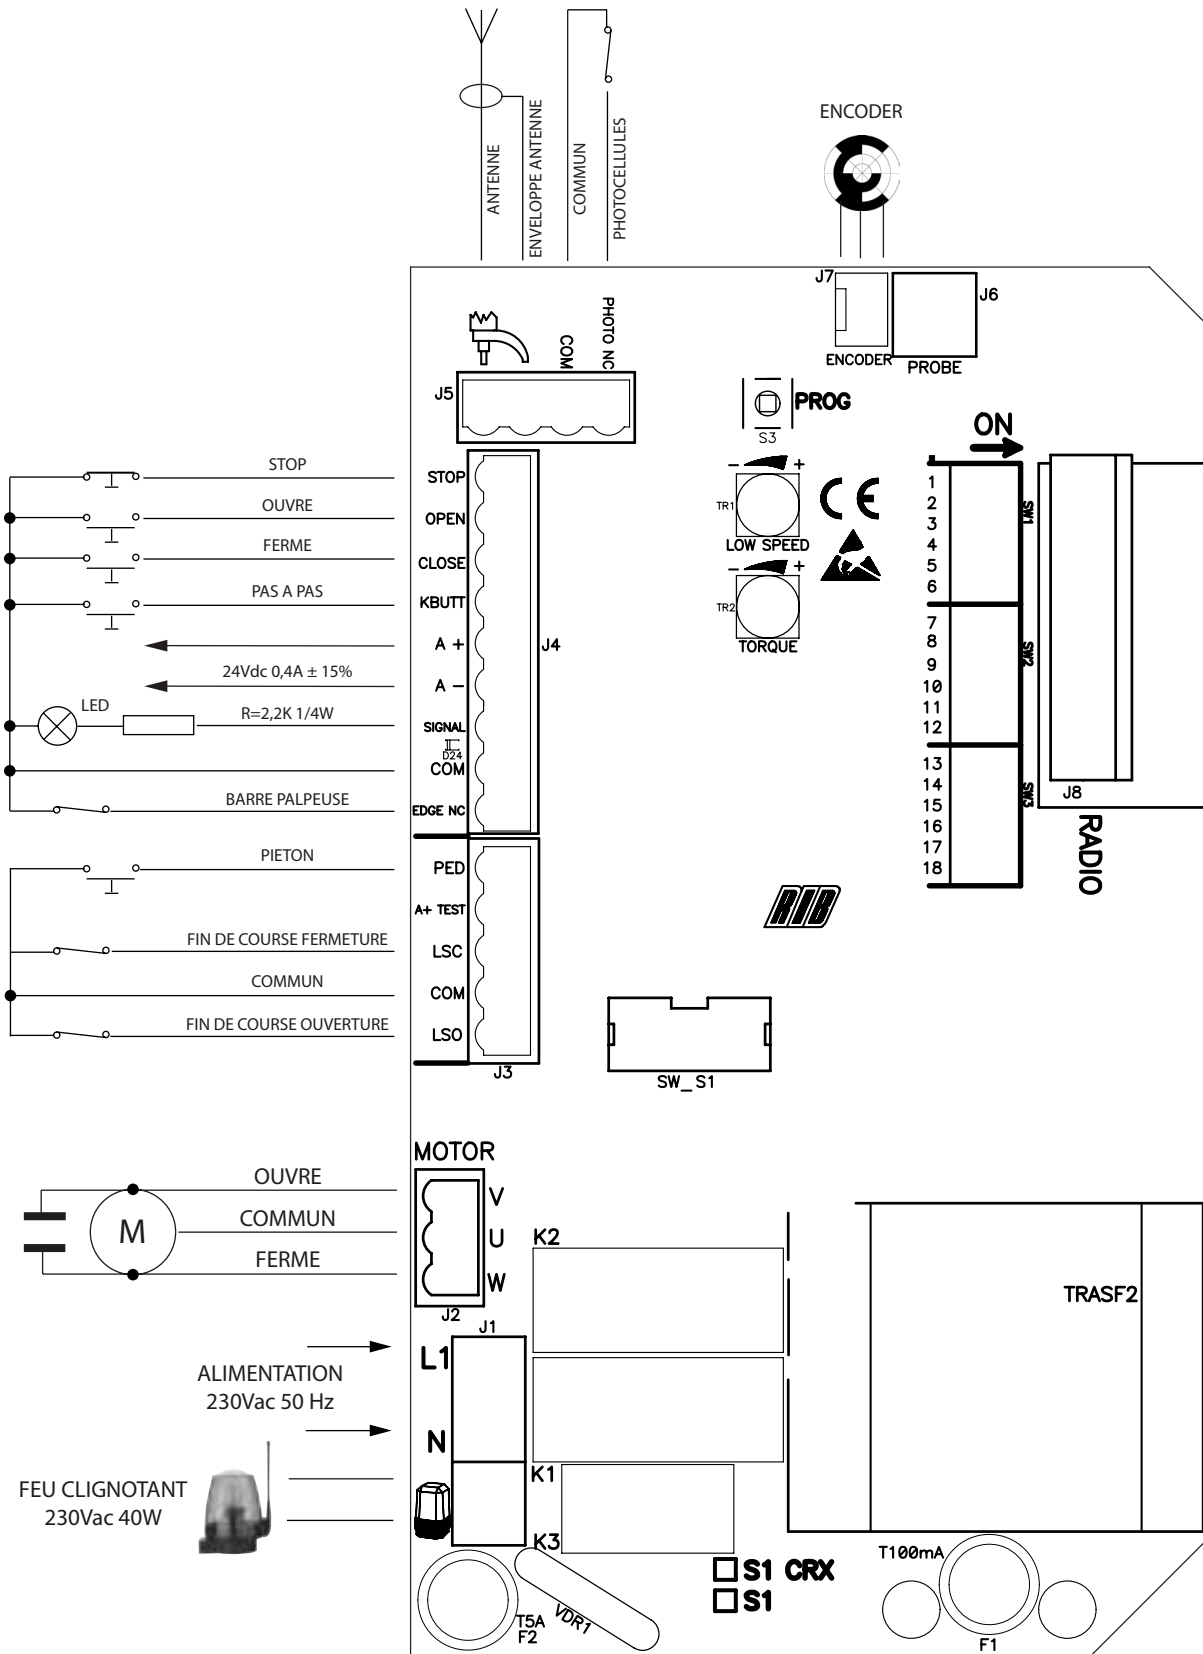 ANTENNE
ENVELOPPE ANTENNE
COMMUN
PHOTOCELLULES
ENCODER
J7
J6
ENCODER
PROBE
COM
PHOTO NC
J5
PROG
S3
ON
STOP
STOP
OUVRE
OPEN
FERME
CLOSE
PAS A PAS
KBUTT
A +
24Vdc 0,4A ± 15%
A -
LED
R=2,2K 1/4W
SIGNAL
D24
COM
BARRE PALPEUSE
EDGE NC
J4
- +
TR1
LOW SPEED
- +
TR2
TORQUE
CE
1
2
3
4
5
6
SW1
7
8
9
10
11
12
SW2
13
14
15
16
17
18
SW3
J8
RADIO
PIETON
PED
A+ TEST
FIN DE COURSE FERMETURE
LSC
COMMUN
COM
FIN DE COURSE OUVERTURE
LSO
J3
RIB
SW_S1
MOTOR
OUVRE
V
M
COMMUN
U
FERME
W
J2
K2
TRASF2
J1
L1
ALIMENTATION
230Vac 50 Hz
N
K1
FEU CLIGNOTANT
230Vac 40W
K3
S1 CRX
S1
T5A
F2
VDR1
T100mA
F1